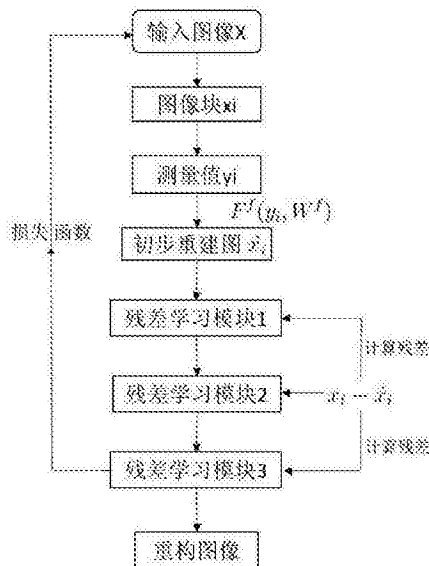 输入图像X
图像块xi
测量值yi
F^f(y_i, W^f)
损失函数
初步重建图 x̃_i
残差学习模块1
计算残差
残差学习模块2
x_i - x̃_i
计算残差
残差学习模块3
重构图像